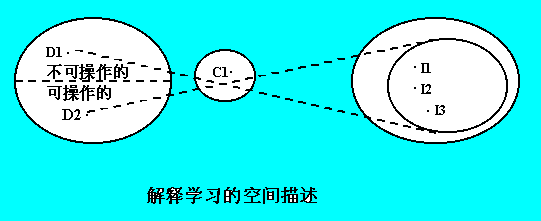 D1·
不可操作的
可操作的
D2·
C1·
·I1
·I2
·I3
解释学习的空间描述